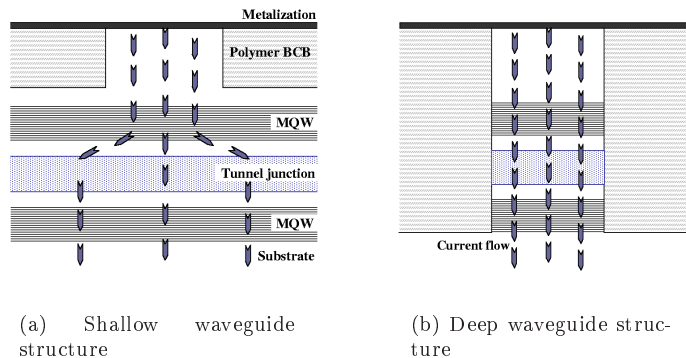 Metalization
Polymer BCB
MQW
Tunnel junction
MQW
Substrate
Current flow
(a) Shallow waveguide
structure
(b) Deep waveguide struc-
ture